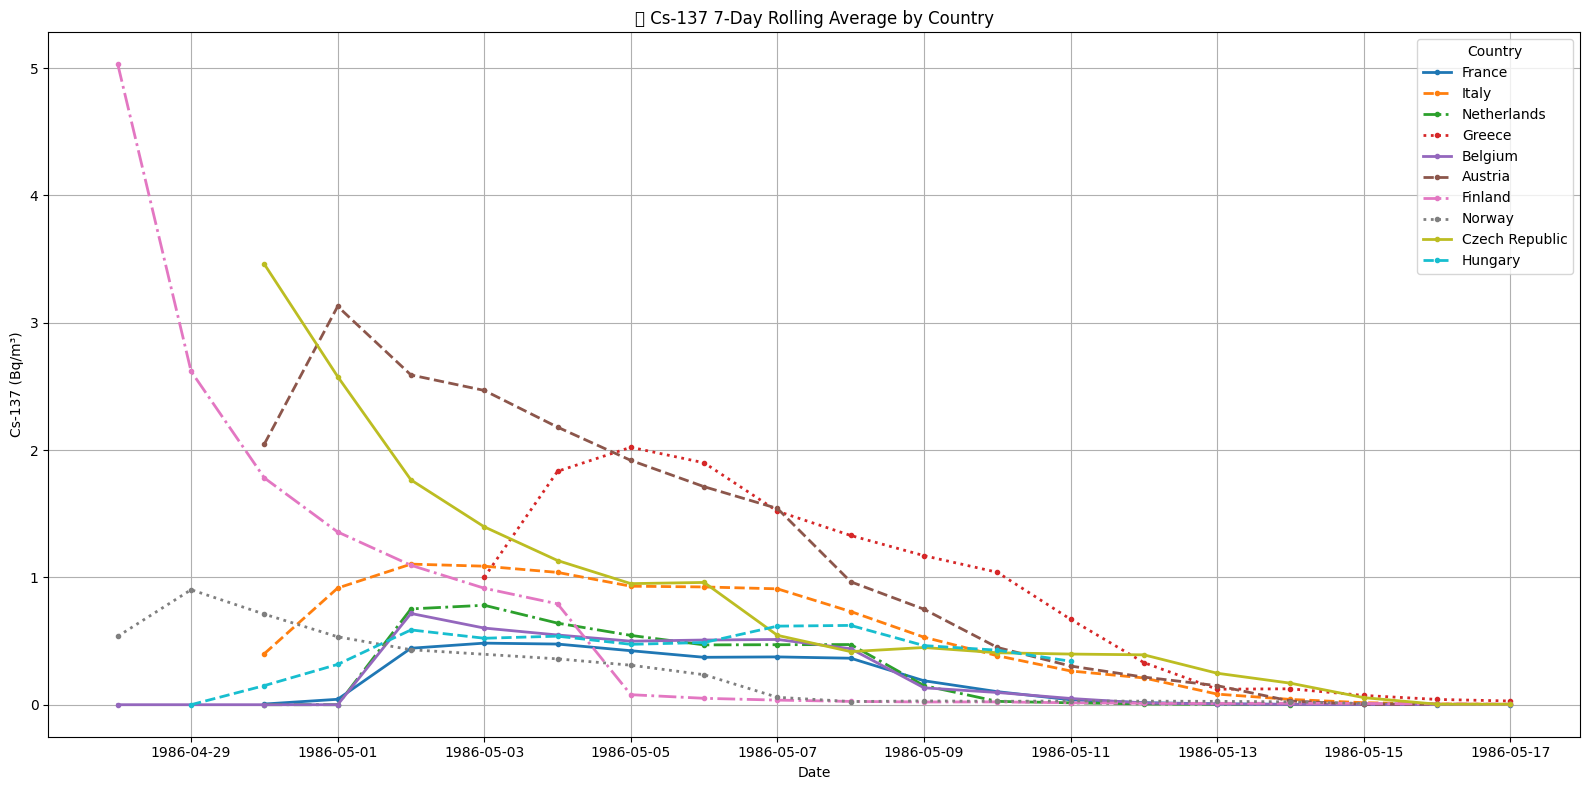 Cs-137 7-Day Rolling Average by Country
Cs-137 (Bq/m³)
5
4
3
2
1
0
Country
France
Italy
Netherlands
Greece
Belgium
Austria
Finland
Norway
Czech Republic
Hungary
1986-04-29 1986-05-01 1986-05-03 1986-05-05 1986-05-07 1986-05-09 1986-05-11 1986-05-13 1986-05-15 1986-05-17
Date